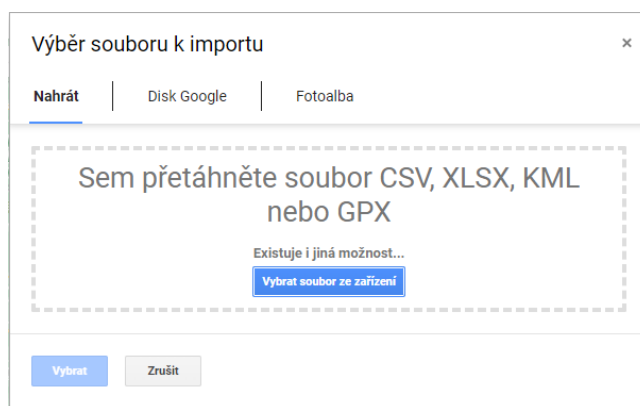 Výběr souboru k importu
×
Nahrát
Disk Google
Fotoalba
Sem přetáhněte soubor CSV, XLSX, KML
nebo GPX
Existuje i jiná možnost...
Vybrat soubor ze zařízení
Vybrat
Zrušit